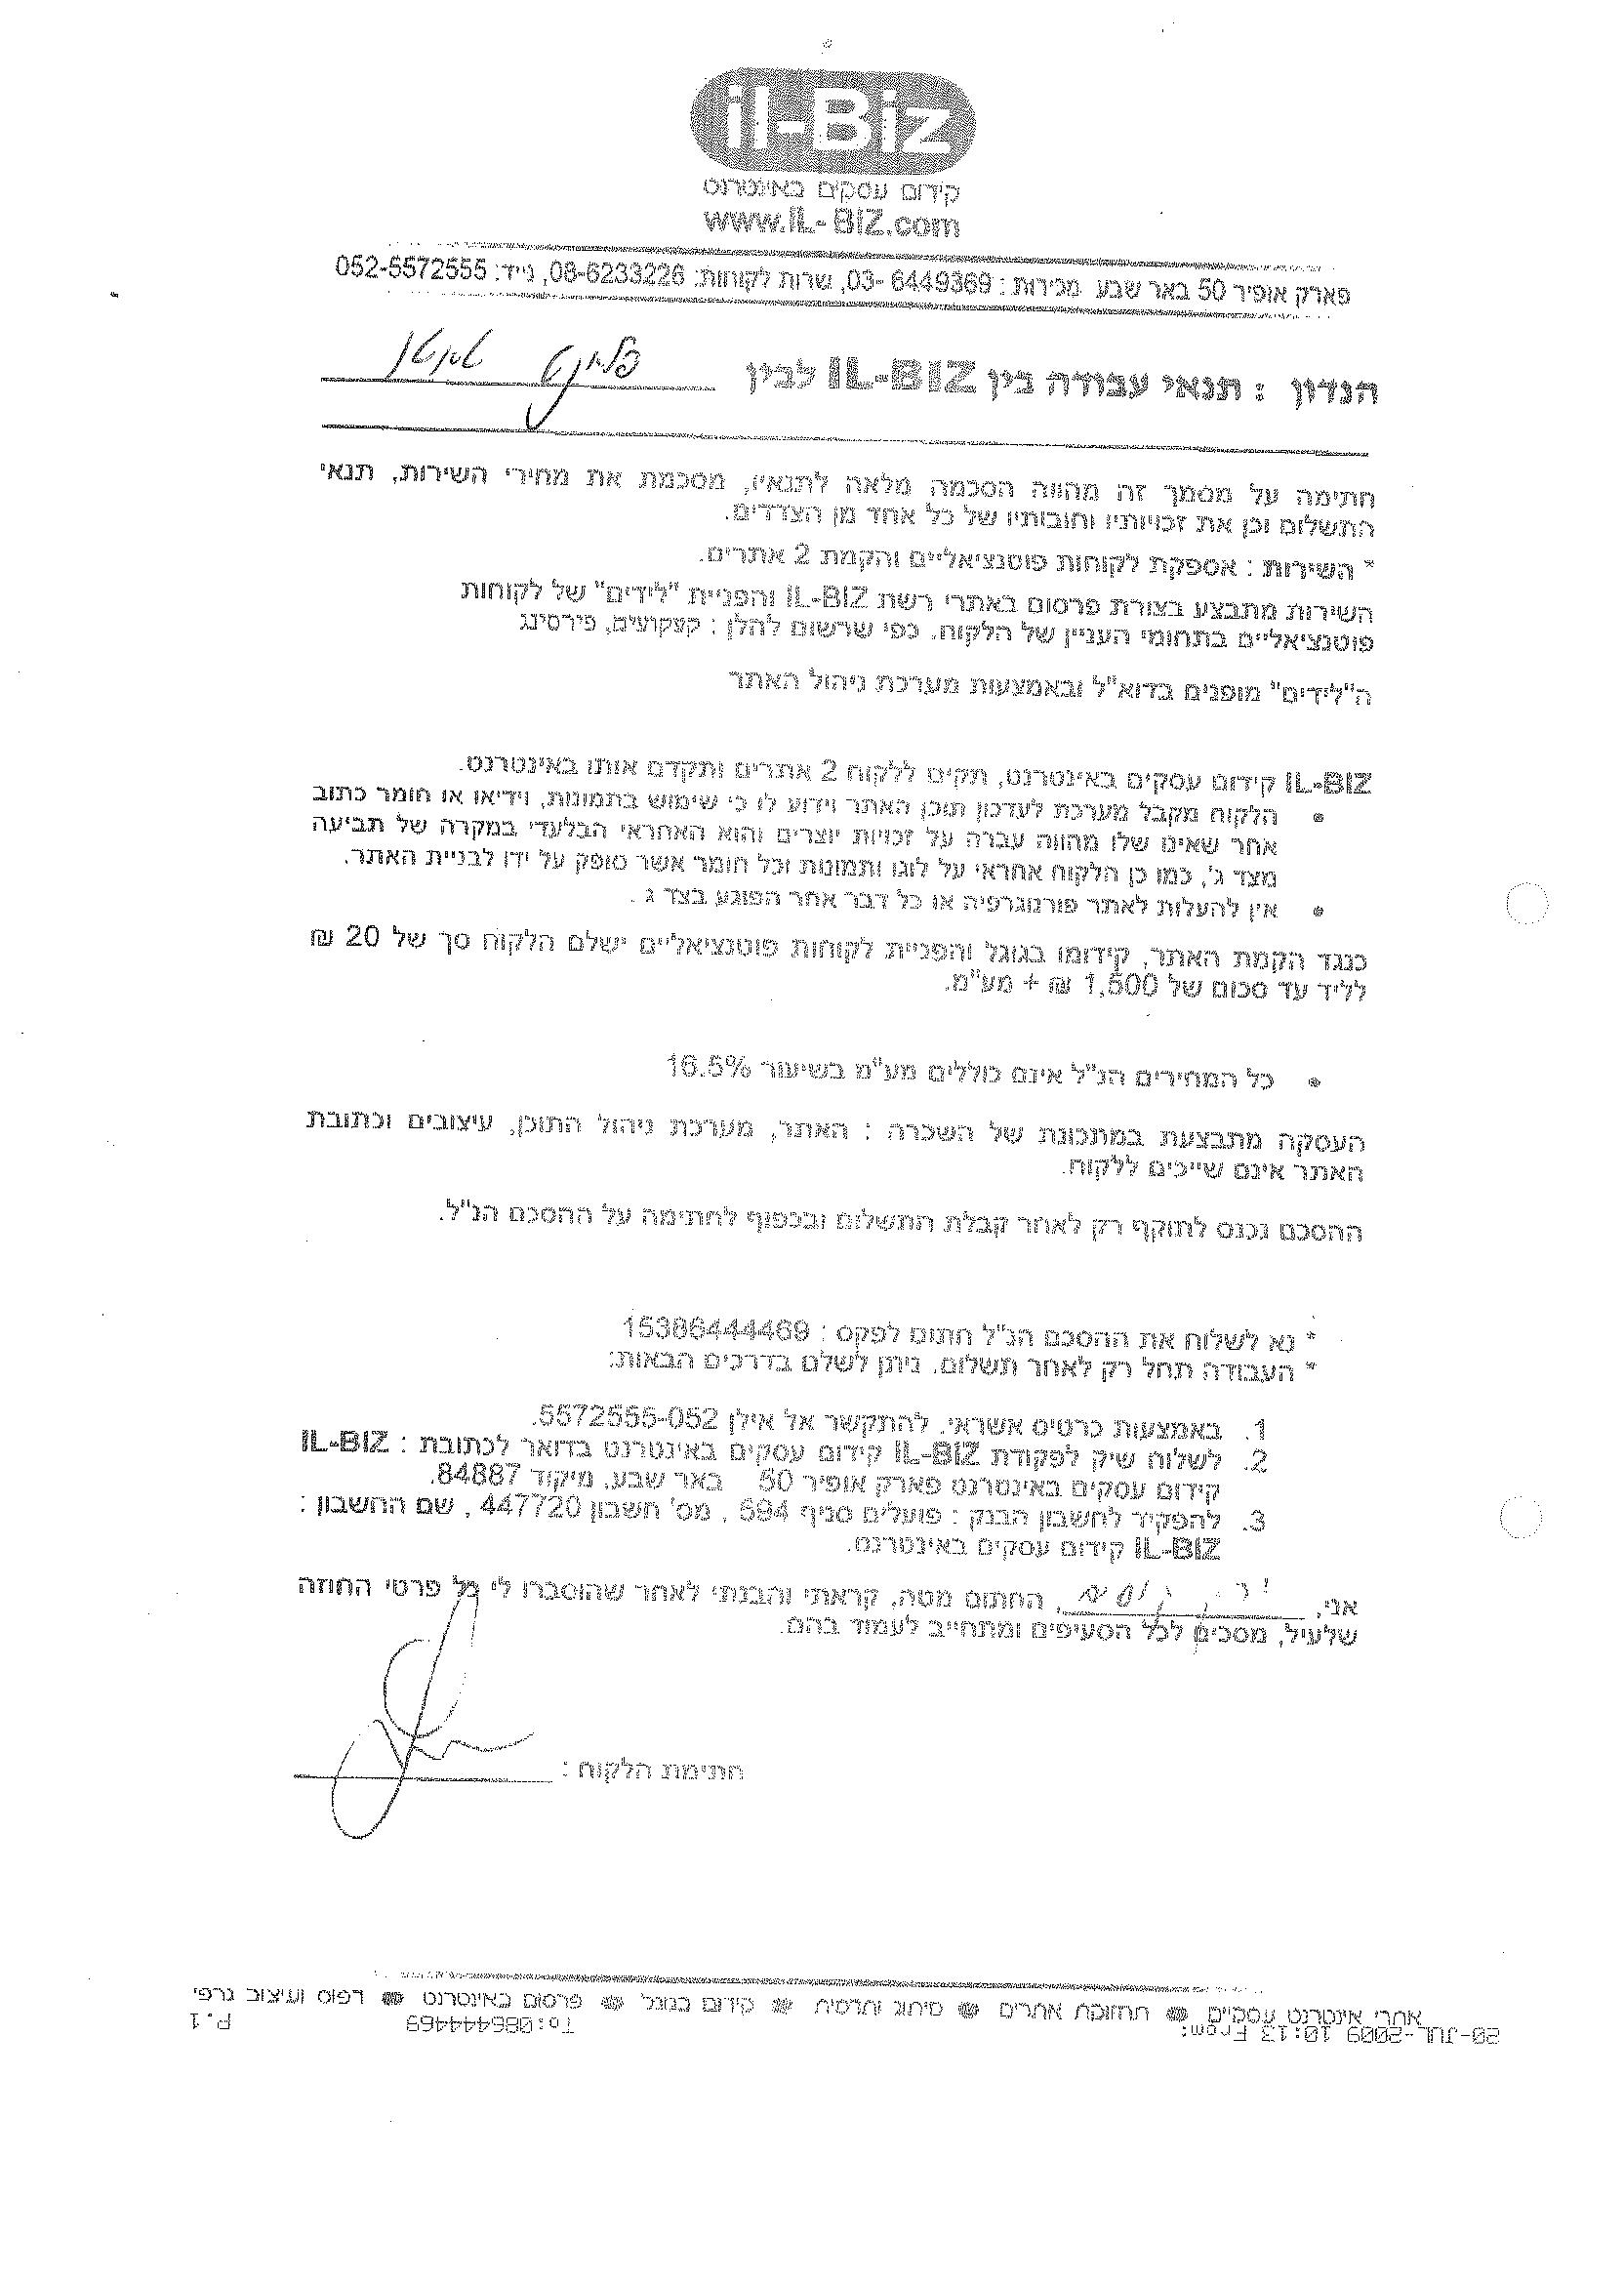 il-Biz
קידום עסקים באינטרנט
www.IL-BIZ.com
פארק אופיר 50 באר שבע מכירות : 03- 6449369, שרות לקוחות: 08-6233226, נייד: 052-5572555
הנדון : תנאי עבודה בין IL-BIZ לבין
חתימה על מסמך זה מהווה הסכמה מלאה לתנאיו, מסכמת את מחירי השירות, תנאי
התשלום וכן את זכויותיו וחובותיו של כל אחד מן הצדדים.
* השירות : אספקת לקוחות פוטנציאליים והקמת 2 אתרים.
השירות מתבצע בצורת פרסום באתרי רשת IL-BIZ והפניית "לידים" של לקוחות
פוטנציאליים בתחומי העניין של הלקוח. כפי שרשום להלן : קעקועים, פירסינג
ה"לידים" מופנים בדוא"ל ובאמצעות מערכת ניהול האתר
IL-BIZ קידום עסקים באינטרנט, תקים ללקוח 2 אתרים ותקדם אותו באינטרנט.
• הלקוח מקבל מערכת לעדכון תוכן האתר וידוע לו כי שימוש בתמונות, וידיאו או חומר כתוב
אחר שאינו שלו מהווה עברה על זכויות יוצרים והוא האחראי הבלעדי במקרה של תביעה
מצד ג', כמו כן הלקוח אחראי על לוגו ותמונות וכל חומר אשר סופק על ידו לבניית האתר.
• אין להעלות לאתר פורנוגרפיה או כל דבר אחר הפוגע בצד ג .
כנגד הקמת האתר, קידומו בגוגל והפניית לקוחות פוטנציאליים ישלם הלקוח סך של 20 ₪
לליד עד סכום של 1,500 ₪ + מע"מ.
• כל המחירים הנ"ל אינם כוללים מע"מ בשיעור 16.5%
העסקה מתבצעת במתכונת של השכרה : האתר, מערכת ניהול התוכן, עיצובים וכתובת
האתר אינם שייכים ללקוח.
ההסכם נכנס לתוקף רק לאחר קבלת התשלום ובכפוף לחתימה על ההסכם הנ"ל.
* נא לשלוח את ההסכם הנ"ל חתום לפקס : 15386444469
* העבודה תחל רק לאחר תשלום. ניתן לשלם בדרכים הבאות:
1. באמצעות כרטיס אשראי. להתקשר אל אילן 052-5572555.
2. לשלוח שיק לפקודת IL-BIZ קידום עסקים באינטרנט בדואר לכתובת : IL-BIZ
קידום עסקים באינטרנט פארק אופיר 50 באר שבע. מיקוד 84887.
3. להפקיד לחשבון הבנק : פועלים סניף 694 , מס' חשבון 447720 , שם החשבון :
IL-BIZ קידום עסקים באינטרנט.
אני, , החתום מטה, קראתי והבנתי לאחר שהוסברו לי כל פרטי החוזה
שלעיל, מסכים לכל הסעיפים ומתחייב לעמוד בהם.
חתימת הלקוח :
אתרי אינטרנט עסקיים • תחזוקת אתרים • מיתוג ותדמית • קידום בגוגל • פרסום באינטרנט • דפוס ועיצוב גרפי
20-JUL-2009 10:13 From: To:086444469 P.1